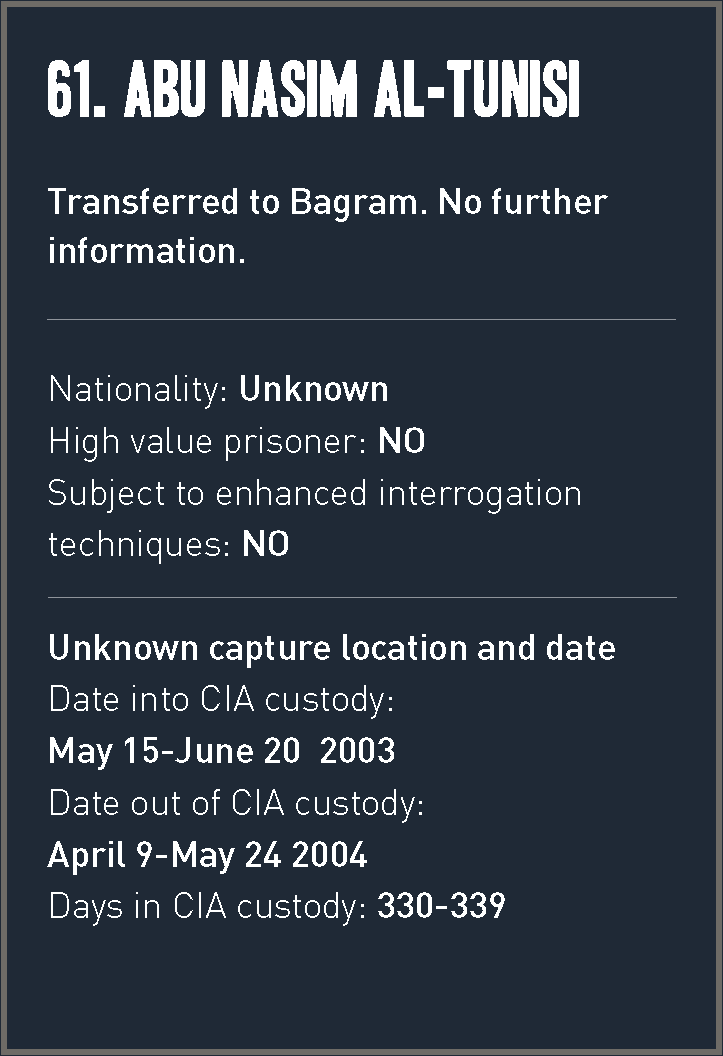 61. ABU NASIM AL-TUNISI
Transferred to Bagram. No further
information.
Nationality: Unknown
High value prisoner: NO
Subject to enhanced interrogation
techniques: NO
Unknown capture location and date
Date into CIA custody:
May 15-June 20  2003
Date out of CIA custody:
April 9-May 24 2004
Days in CIA custody: 330-339